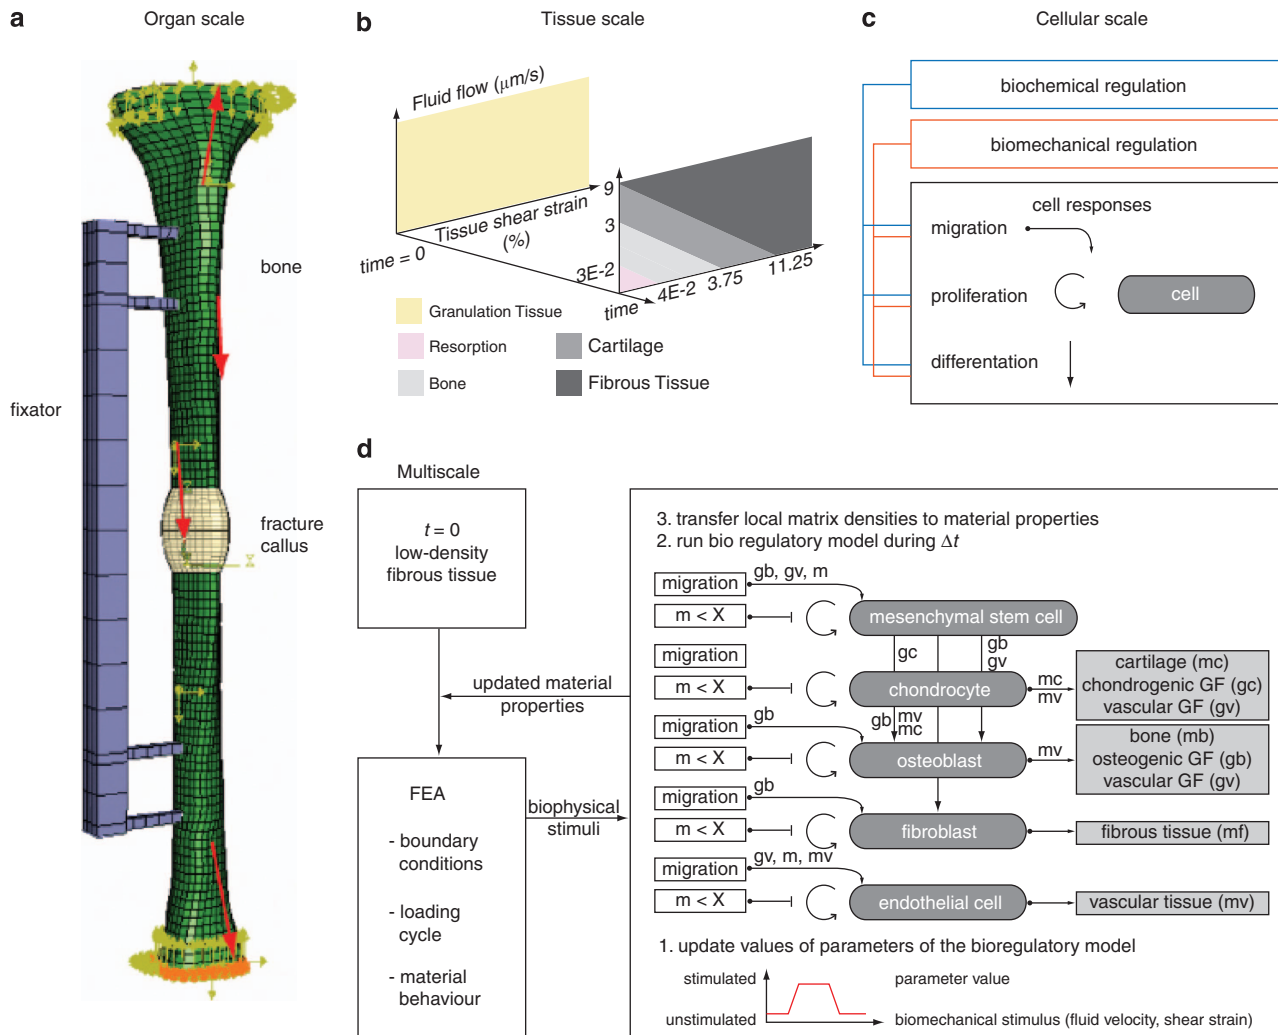 a
Organ scale
bone
fixator
fracture
callus
b
Tissue scale
Fluid flow (μm/s)
Tissue shear strain
(%)
time = 0
9
3
3E-2
4E-2
3.75
11.25
time
Granulation Tissue
Resorption
Bone
Cartilage
Fibrous Tissue
c
Cellular scale
biochemical regulation
biomechanical regulation
cell responses
migration
proliferation
cell
differentation
d
Multiscale
t = 0
low-density
fibrous tissue
updated material
properties
FEA
- boundary
conditions
- loading
cycle
- material
behaviour
biophysical
stimuli
3. transfer local matrix densities to material properties
2. run bio regulatory model during Δt
migration
gb, gv, m
m < X
mesenchymal stem cell
gc
gb
gv
migration
m < X
chondrocyte
mc
mv
cartilage (mc)
chondrogenic GF (gc)
vascular GF (gv)
migration
gb
gb
mv
mc
m < X
osteoblast
mv
bone (mb)
osteogenic GF (gb)
vascular GF (gv)
migration
gb
m < X
fibroblast
fibrous tissue (mf)
migration
gv, m, mv
m < X
endothelial cell
vascular tissue (mv)
1. update values of parameters of the bioregulatory model
stimulated
parameter value
unstimulated
biomechanical stimulus (fluid velocity, shear strain)